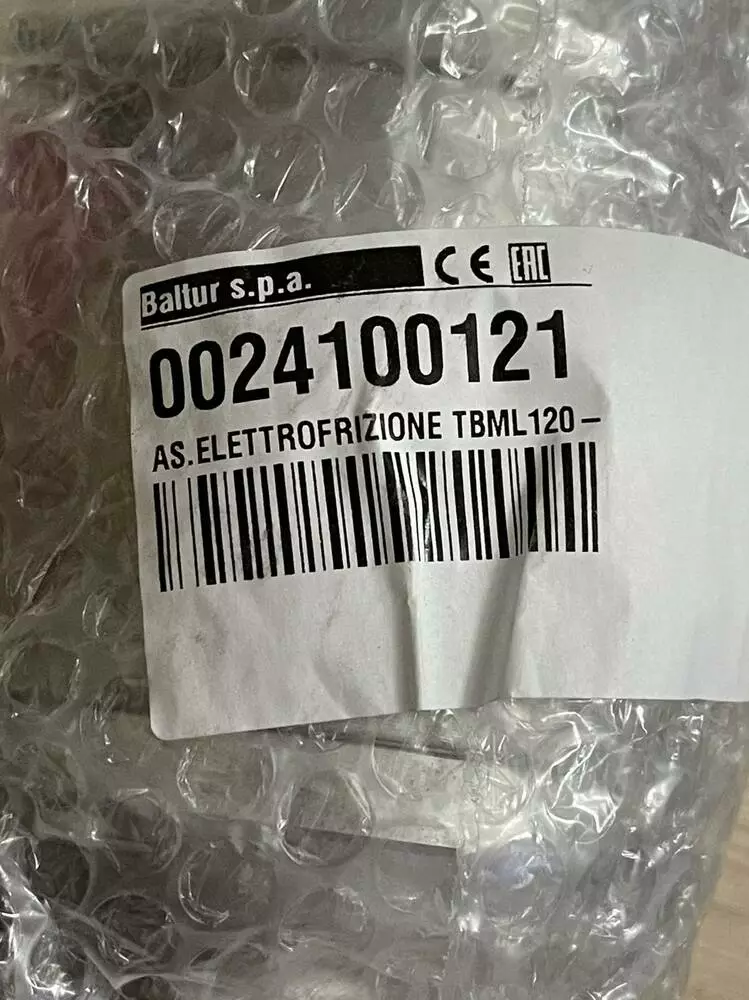 Baltur s.p.a. CE EAC
0024100121
AS.ELETTROFRIZIONE TBML120 –